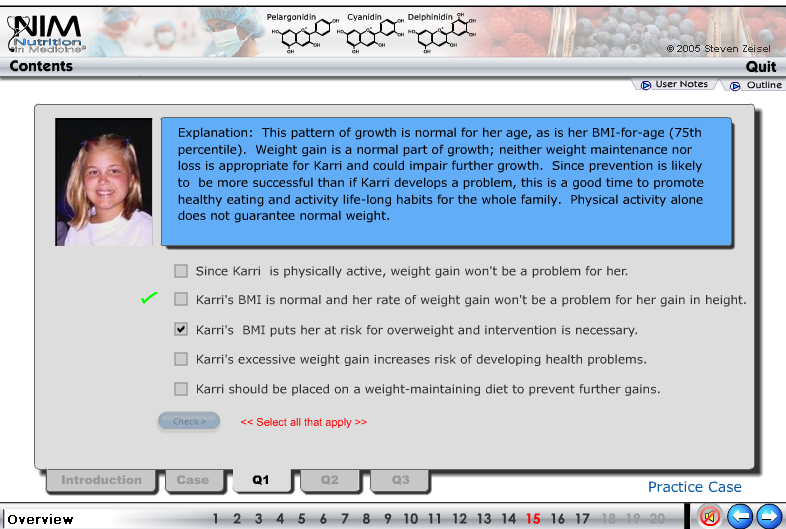 Pelargonidin Cyanidin Delphinidin
NIM
Nutrition
in Medicine®
© 2005 Steven Zeisel
Contents Quit
User Notes Outline
Explanation: This pattern of growth is normal for her age, as is her BMI-for-age (75th
percentile). Weight gain is a normal part of growth; neither weight maintenance nor
loss is appropriate for Karri and could impair further growth. Since prevention is likely
to be more successful than if Karri develops a problem, this is a good time to promote
healthy eating and activity life-long habits for the whole family. Physical activity alone
does not guarantee normal weight.
Since Karri is physically active, weight gain won't be a problem for her.
Karri's BMI is normal and her rate of weight gain won't be a problem for her gain in height.
Karri's BMI puts her at risk for overweight and intervention is necessary.
Karri's excessive weight gain increases risk of developing health problems.
Karri should be placed on a weight-maintaining diet to prevent further gains.
Check > << Select all that apply >>
Introduction Case Q1 Q2 Q3
Practice Case
Overview 1 2 3 4 5 6 7 8 9 10 11 12 13 14 15 16 17 18 19 20